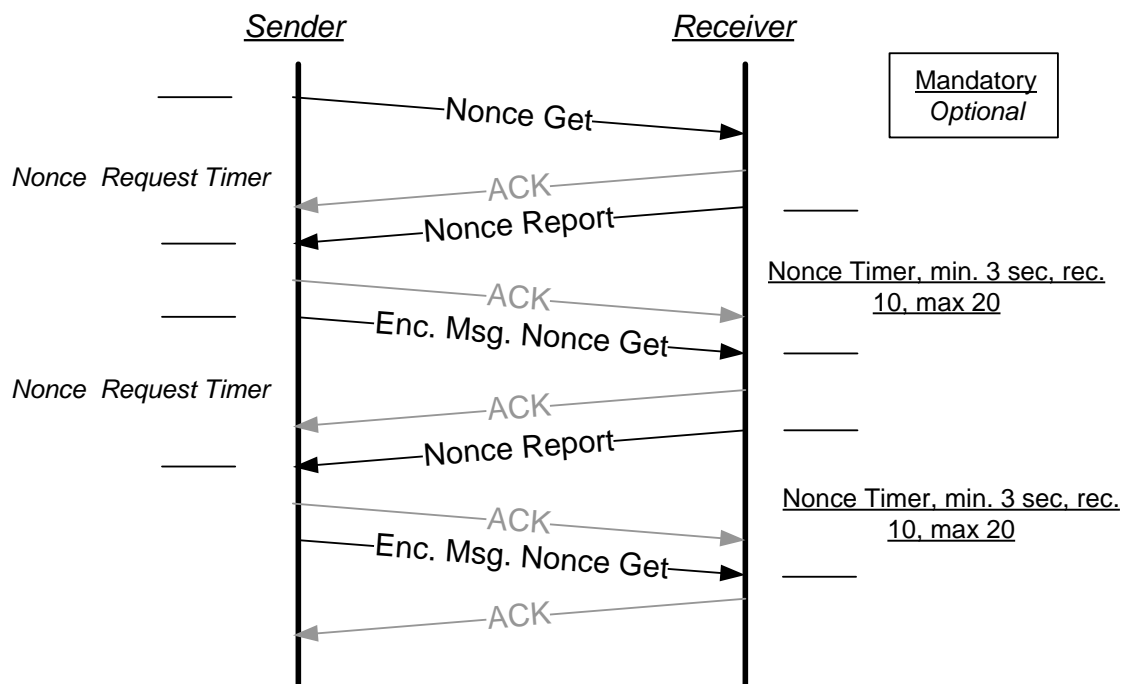 Sender
Receiver
Mandatory
Optional
Nonce Get
Nonce Request Timer
ACK
Nonce Report
Nonce Timer, min. 3 sec, rec.
10, max 20
ACK
Enc. Msg. Nonce Get
Nonce Request Timer
ACK
Nonce Report
Nonce Timer, min. 3 sec, rec.
10, max 20
ACK
Enc. Msg. Nonce Get
ACK